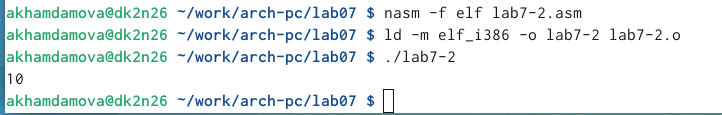 akhamdamova@dk2n26 ~/work/arch-pc/lab07 $ nasm -f elf lab7-2.asm
akhamdamova@dk2n26 ~/work/arch-pc/lab07 $ ld -m elf_i386 -o lab7-2 lab7-2.o
akhamdamova@dk2n26 ~/work/arch-pc/lab07 $ ./lab7-2
10
akhamdamova@dk2n26 ~/work/arch-pc/lab07 $